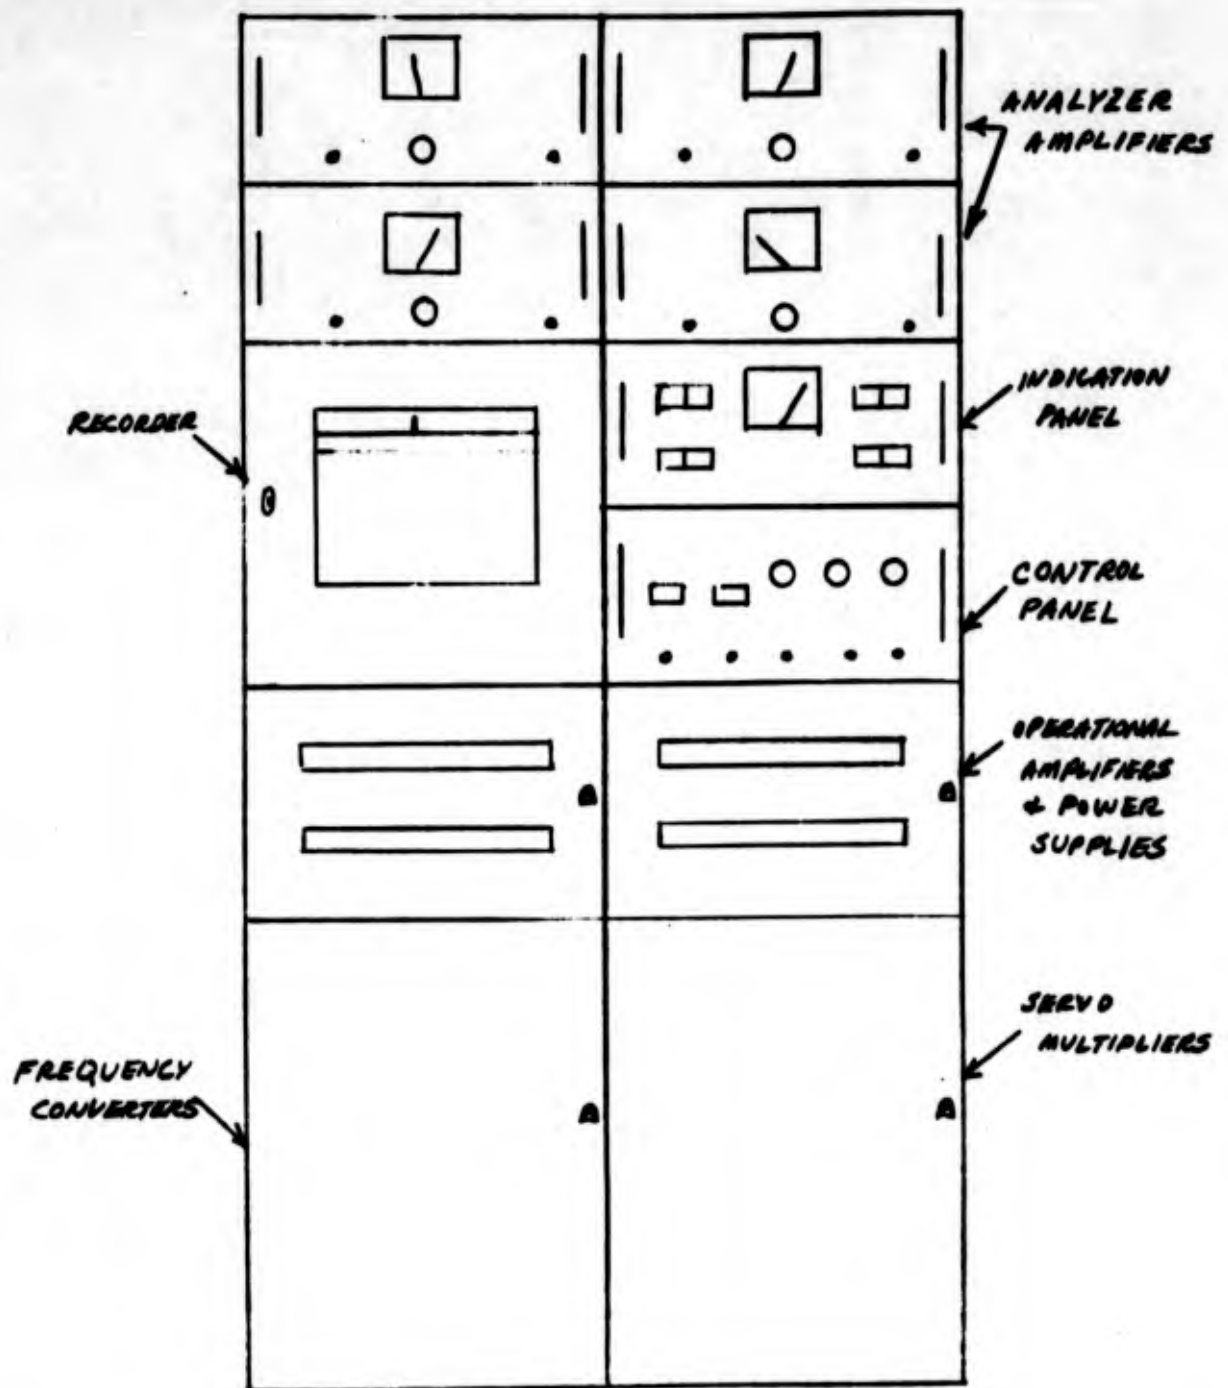 ANALYZER
AMPLIFIERS
RECORDER
INDICATION
PANEL
CONTROL
PANEL
OPERATIONAL
AMPLIFIERS
& POWER
SUPPLIES
SERVO
MULTIPLIERS
FREQUENCY
CONVERTERS